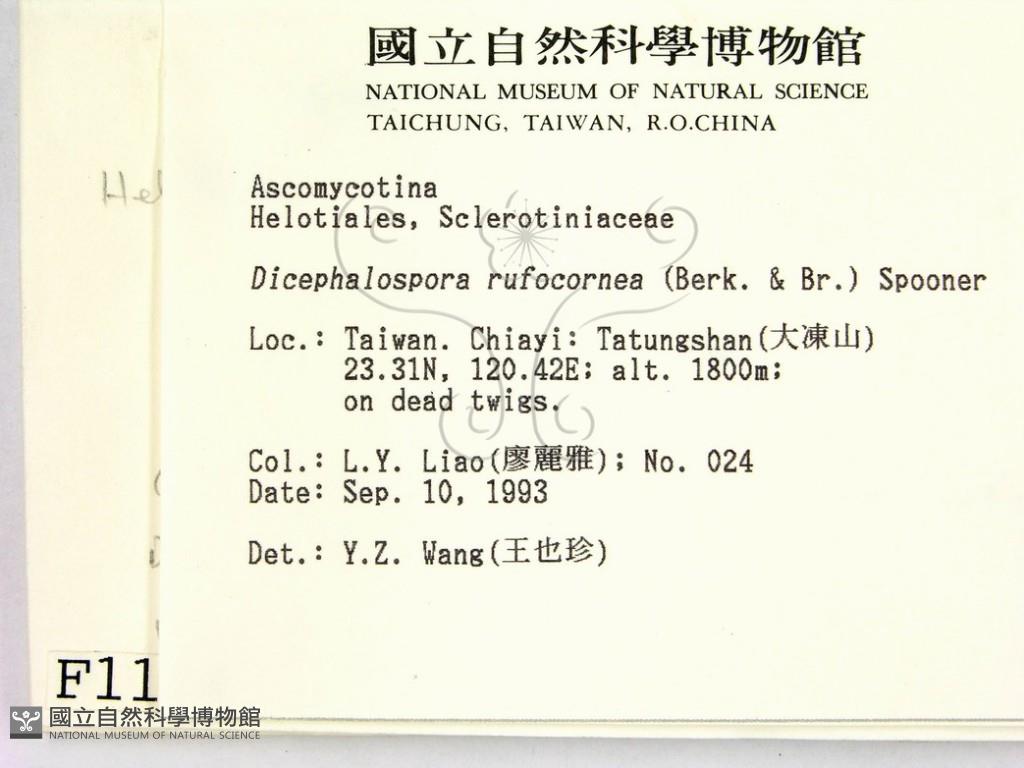 國立自然科學博物館
NATIONAL MUSEUM OF NATURAL SCIENCE
TAICHUNG, TAIWAN, R.O.CHINA
Hel
Ascomycotina
Helotiales, Sclerotiniaceae
Dicephalospora rufocornea (Berk. & Br.) Spooner
Loc.: Taiwan. Chiayi: Tatungshan(大凍山)
23.31N, 120.42E; alt. 1800m;
on dead twigs.
Col.: L.Y. Liao(廖麗雅); No. 024
Date: Sep. 10, 1993
Det.: Y.Z. Wang(王也珍)
F11
國立自然科學博物館
NATIONAL MUSEUM OF NATURAL SCIENCE